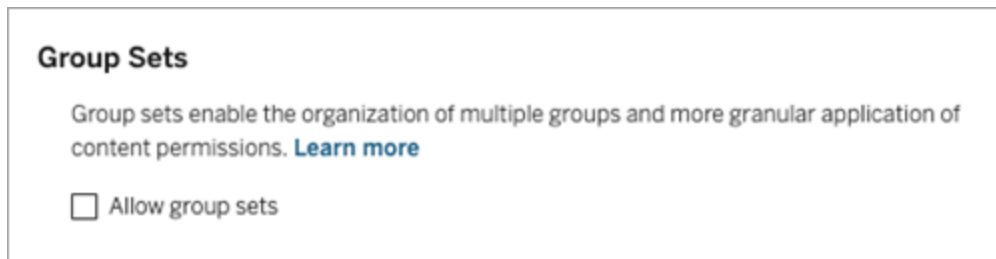 Group Sets
Group sets enable the organization of multiple groups and more granular application of
content permissions. Learn more
Allow group sets